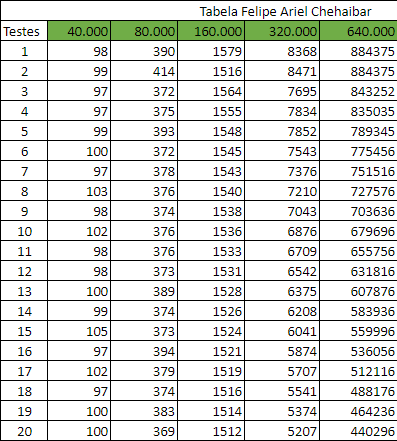 Tabela Felipe Ariel Chehaibar
Testes 40.000 80.000 160.000 320.000 640.000
1 98 390 1579 8368 884375
2 99 414 1516 8471 884375
3 97 372 1564 7695 843252
4 97 375 1555 7834 835035
5 99 393 1548 7852 789345
6 100 372 1545 7543 775456
7 97 378 1543 7376 751516
8 103 376 1540 7210 727576
9 98 374 1538 7043 703636
10 102 376 1536 6876 679696
11 98 376 1533 6709 655756
12 98 373 1531 6542 631816
13 100 389 1528 6375 607876
14 99 374 1526 6208 583936
15 105 373 1524 6041 559996
16 97 394 1521 5874 536056
17 102 379 1519 5707 512116
18 97 374 1516 5541 488176
19 100 383 1514 5374 464236
20 100 369 1512 5207 440296